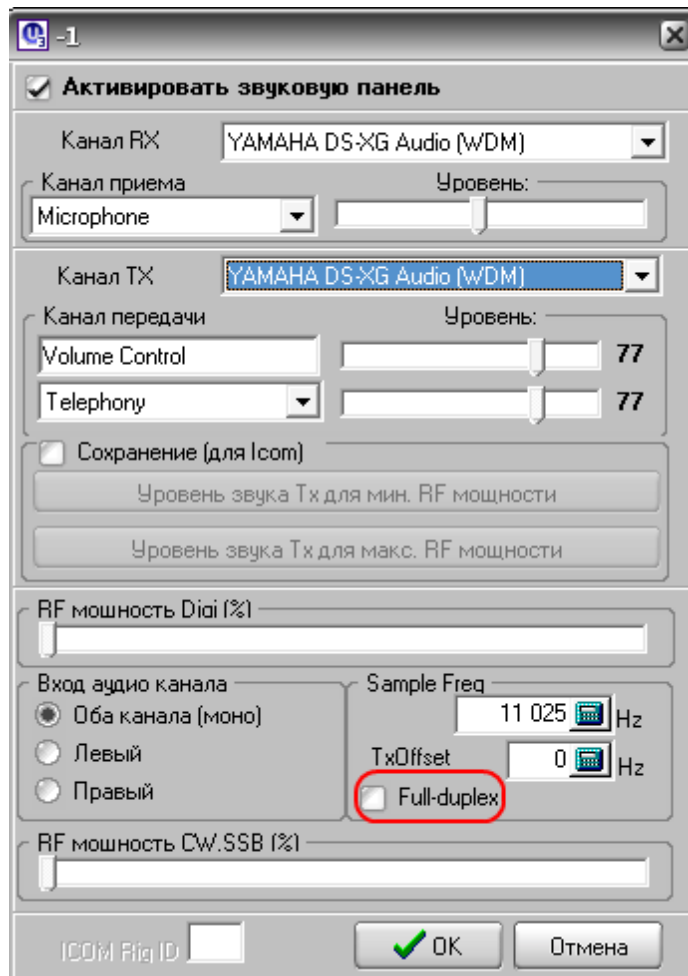 -1
Активировать звуковую панель
Канал RX YAMAHA DS-XG Audio (WDM)
Канал приема Уровень:
Microphone
Канал TX YAMAHA DS-XG Audio (WDM)
Канал передачи Уровень:
Volume Control 77
Telephony 77
Сохранение (для Icom)
Уровень звука Tx для мин. RF мощности
Уровень звука Tx для макс. RF мощности
RF мошность Digi (%)
Вход аудио канала Sample Freq
Оба канала (моно) 11 025 Hz
Левый TxOffset 0 Hz
Правый Full-duplex
RF мошность CW.SSB (%)
ICOM Rig ID OK Отмена